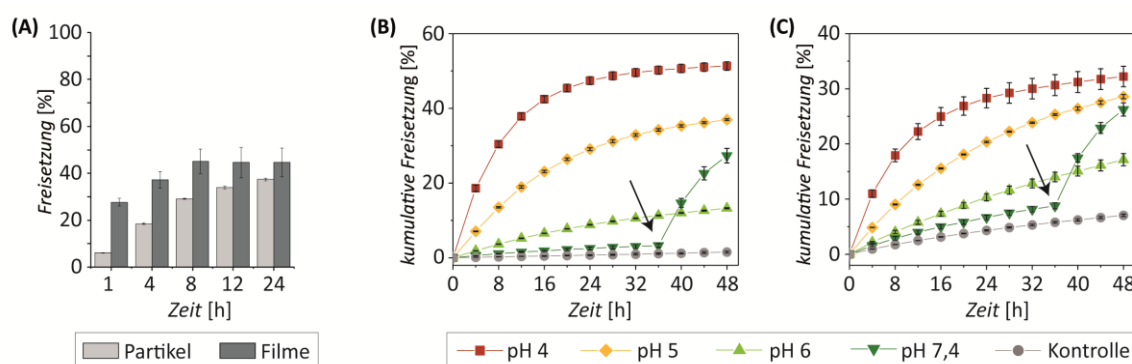 (A)
100
80
60
40
20
0
Freisetzung [%]
1 4 8 12 24
Zeit [h]
Partikel Filme
(B)
60
40
20
0
kumulative Freisetzung [%]
0 8 16 24 32 40 48
Zeit [h]
(C)
40
30
20
10
0
kumulative Freisetzung [%]
0 8 16 24 32 40 48
Zeit [h]
pH 4 pH 5 pH 6 pH 7,4 Kontrolle